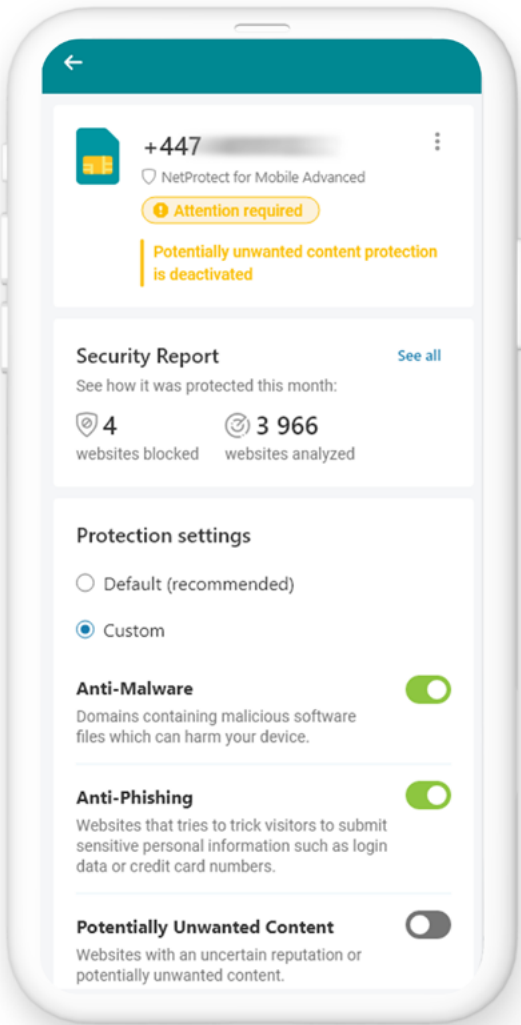 +447
NetProtect for Mobile Advanced
Attention required
Potentially unwanted content protection
is deactivated
Security Report
See all
See how it was protected this month:
4
3 966
websites blocked
websites analyzed
Protection settings
Default (recommended)
Custom
Anti-Malware
Domains containing malicious software
files which can harm your device.
Anti-Phishing
Websites that tries to trick visitors to submit
sensitive personal information such as login
data or credit card numbers.
Potentially Unwanted Content
Websites with an uncertain reputation or
potentially unwanted content.